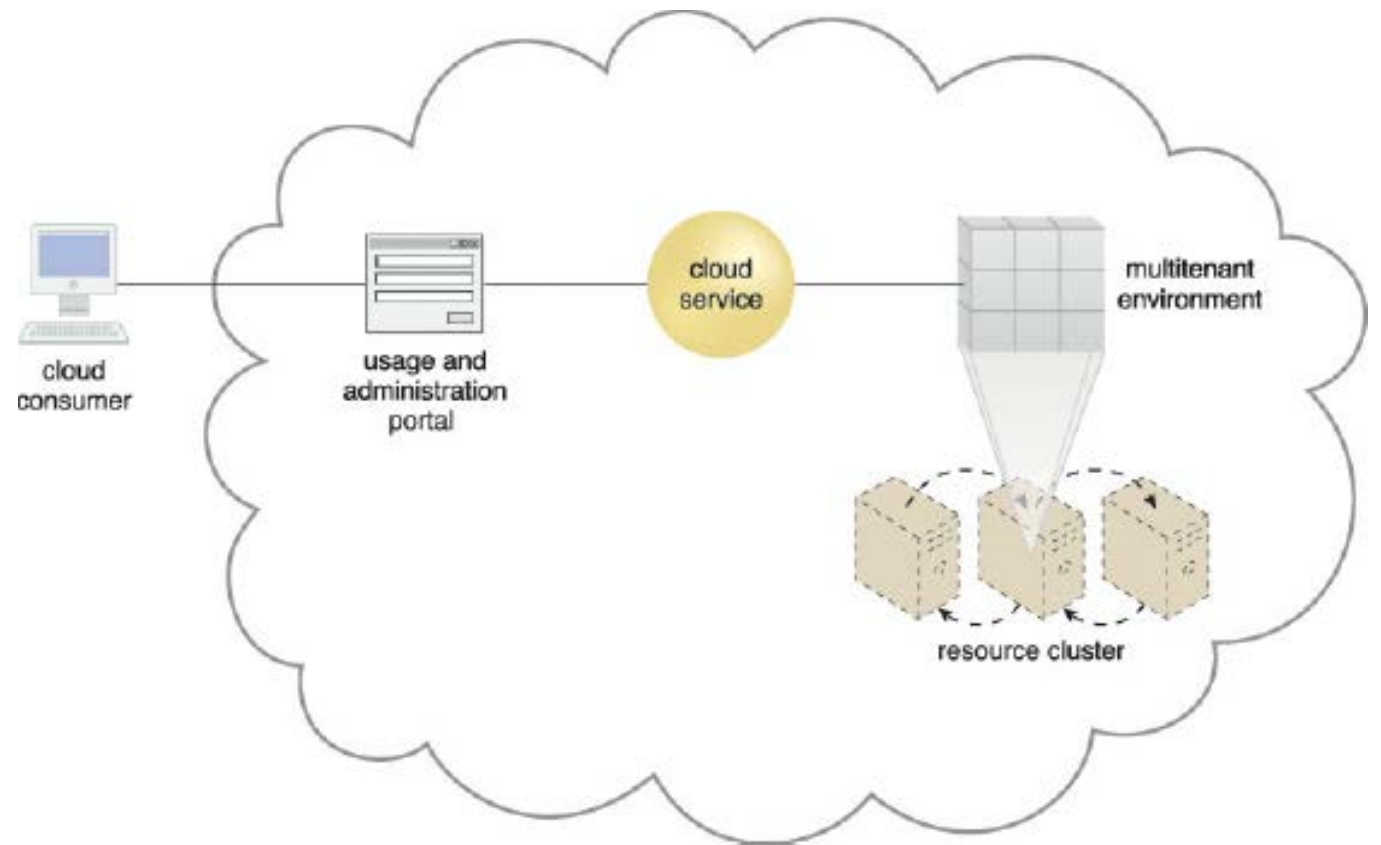 cloud
consumer
usage and
administration
portal
cloud
service
multitenant
environment
resource cluster